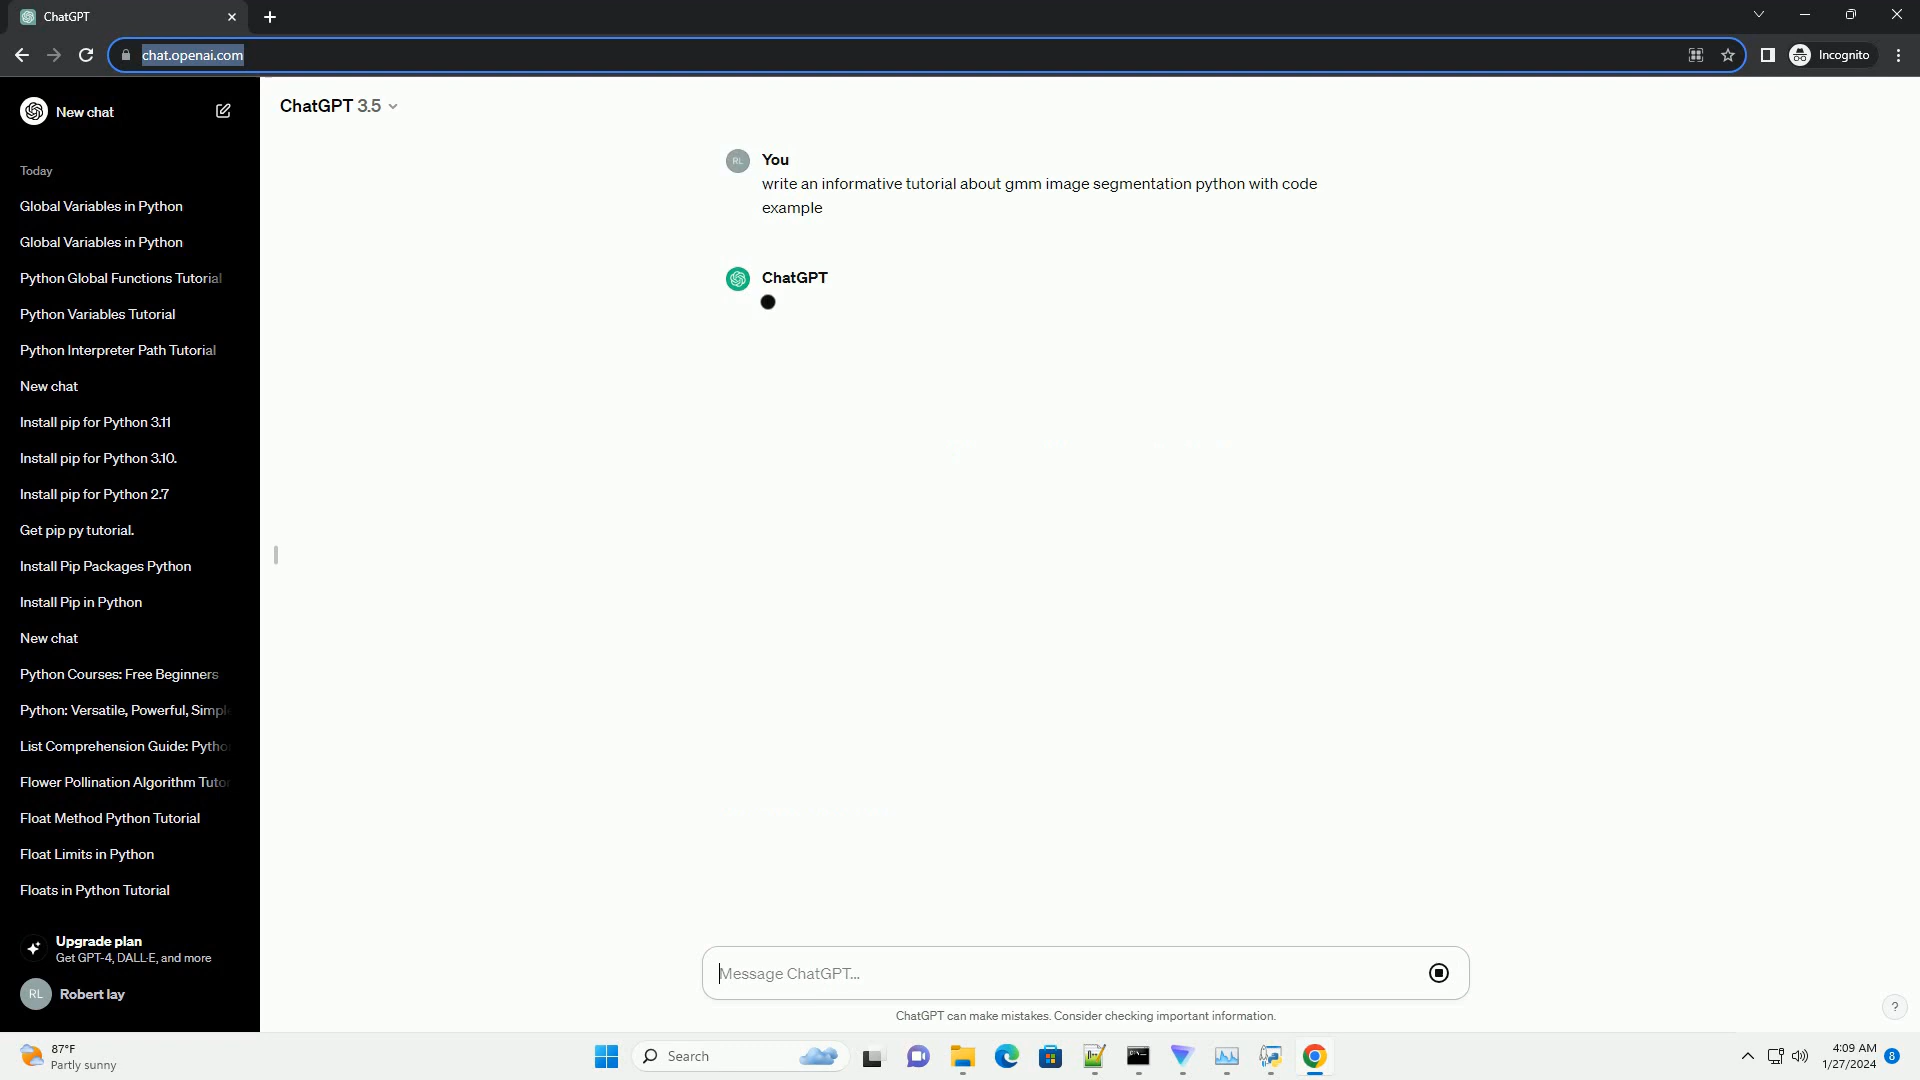 ChatGPT
chat.openai.com
Incognito
New chat
ChatGPT 3.5
Today
Global Variables in Python
Global Variables in Python
Python Global Functions Tutorial
Python Variables Tutorial
Python Interpreter Path Tutorial
New chat
Install pip for Python 3.11
Install pip for Python 3.10.
Install pip for Python 2.7
Get pip py tutorial.
Install Pip Packages Python
Install Pip in Python
New chat
Python Courses: Free Beginners
Python: Versatile, Powerful, Simpl
List Comprehension Guide: Pytho
Flower Pollination Algorithm Tutor
Float Method Python Tutorial
Float Limits in Python
Floats in Python Tutorial
Upgrade plan
Get GPT-4, DALL·E, and more
RL
Robert lay
RL
You
write an informative tutorial about gmm image segmentation python with code
example
ChatGPT
Message ChatGPT...
ChatGPT can make mistakes. Consider checking important information.
?
87°F
Partly sunny
Search
4:09 AM
1/27/2024
8